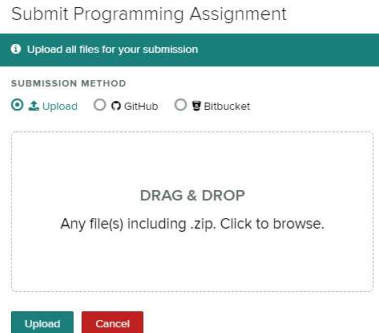 Submit Programming Assignment
Upload all files for your submission
SUBMISSION METHOD
Upload GitHub Bitbucket
DRAG & DROP
Any file(s) including .zip. Click to browse.
Upload Cancel